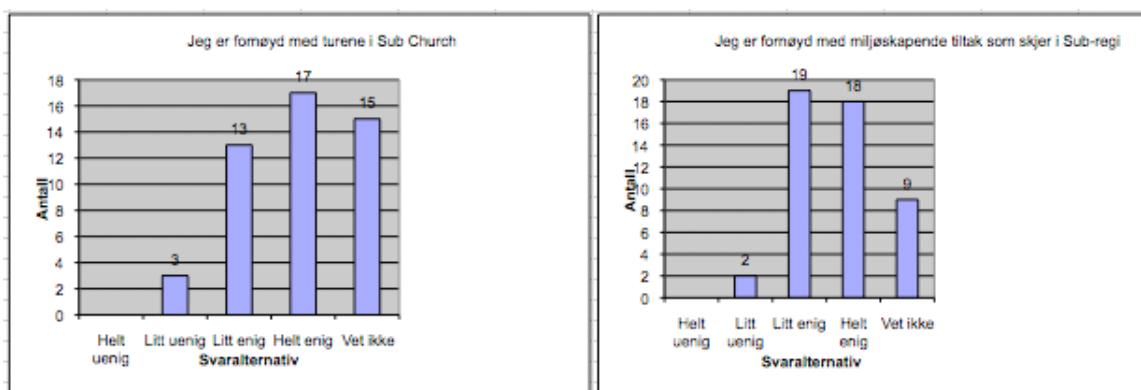 Jeg er fornøyd med turene i Sub Church
18
16
14
12
10
8
6
4
2
0
Antall
3
13
17
15
Helt uenig
Litt uenig
Litt enig
Helt enig
Vet ikke
Svaralternativ
Jeg er fornøyd med miljøskapende tiltak som skjer i Sub-regi
20
18
16
14
12
10
8
6
4
2
0
Antall
2
19
18
9
Helt uenig
Litt uenig
Litt enig
Helt enig
Vet ikke
Svaralternativ